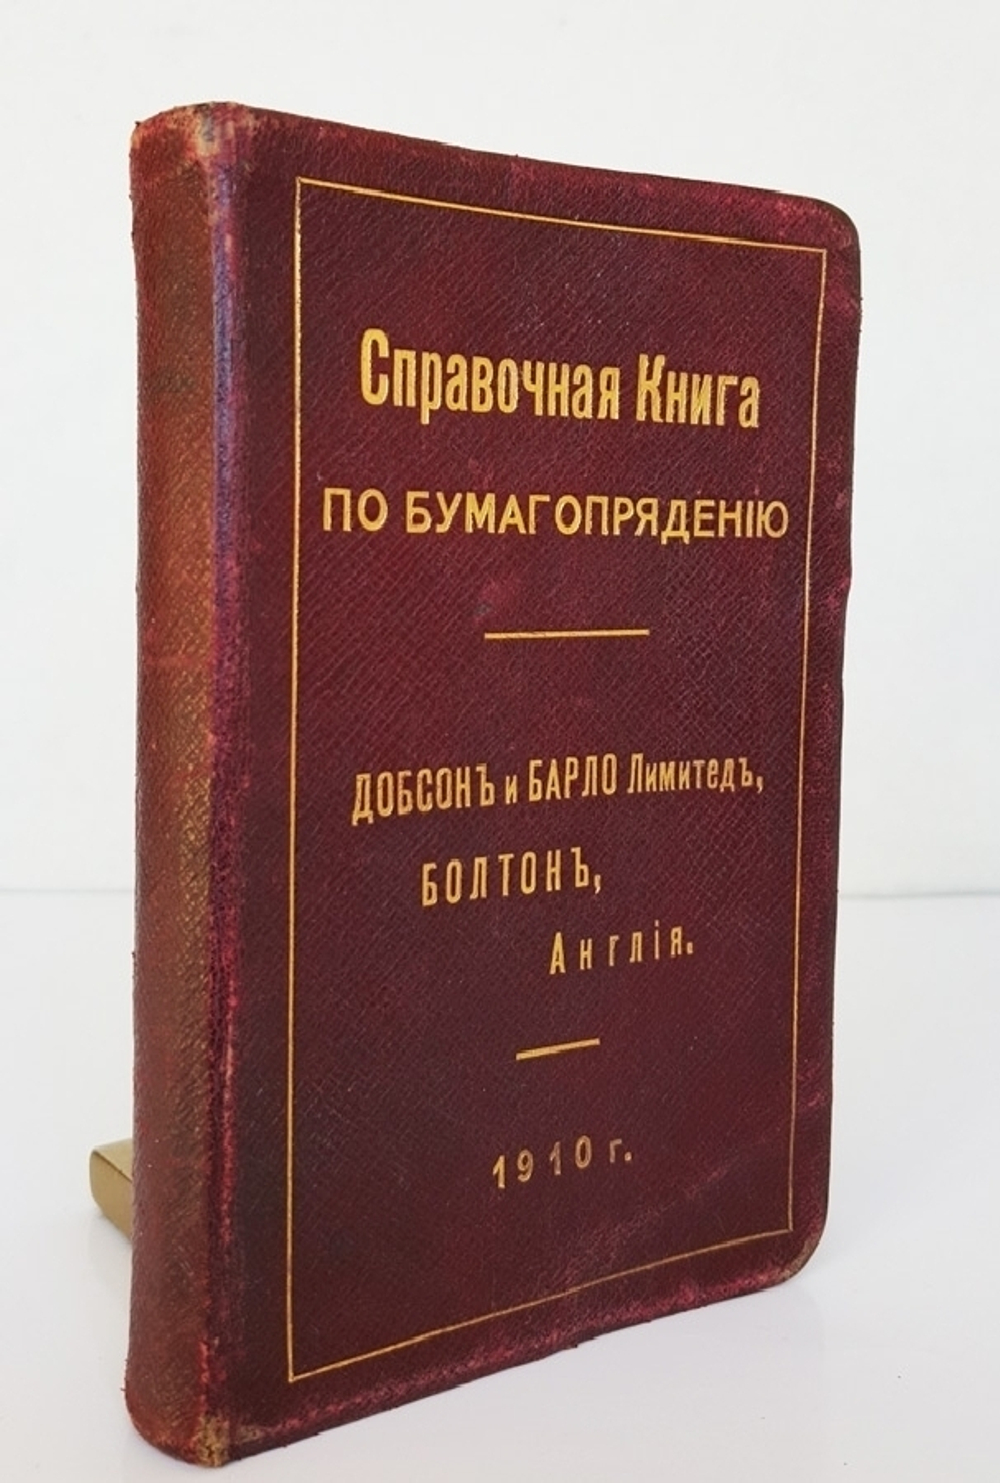 Справочная Книга
ПО БУМАГОПРЯДЕНІЮ
ДОБСОНЪ и БАРЛО Лимитедъ,
БОЛТОНЪ,
Англія.
1910 г.